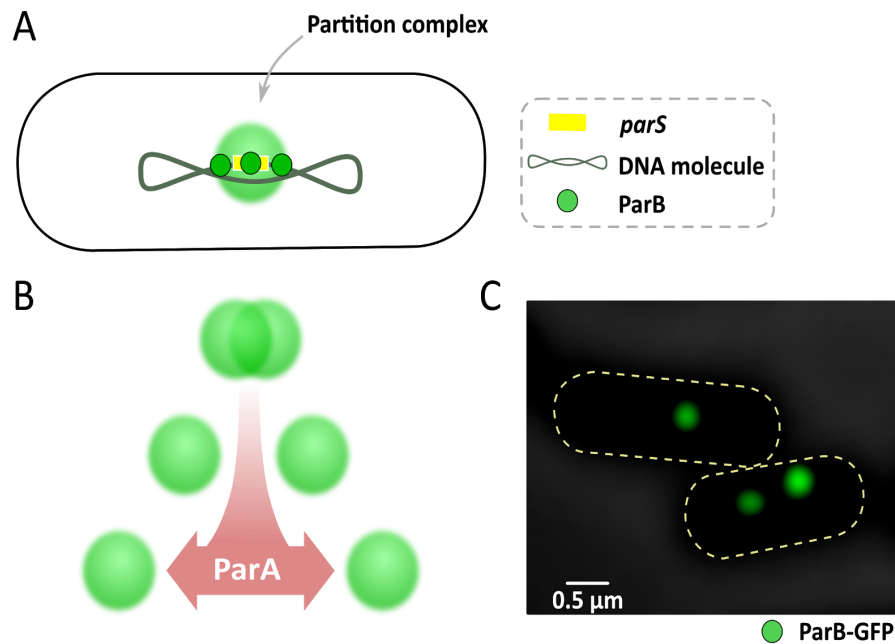 A
Partition complex
parS
DNA molecule
ParB
B
ParA
C
0.5 µm
ParB-GFP